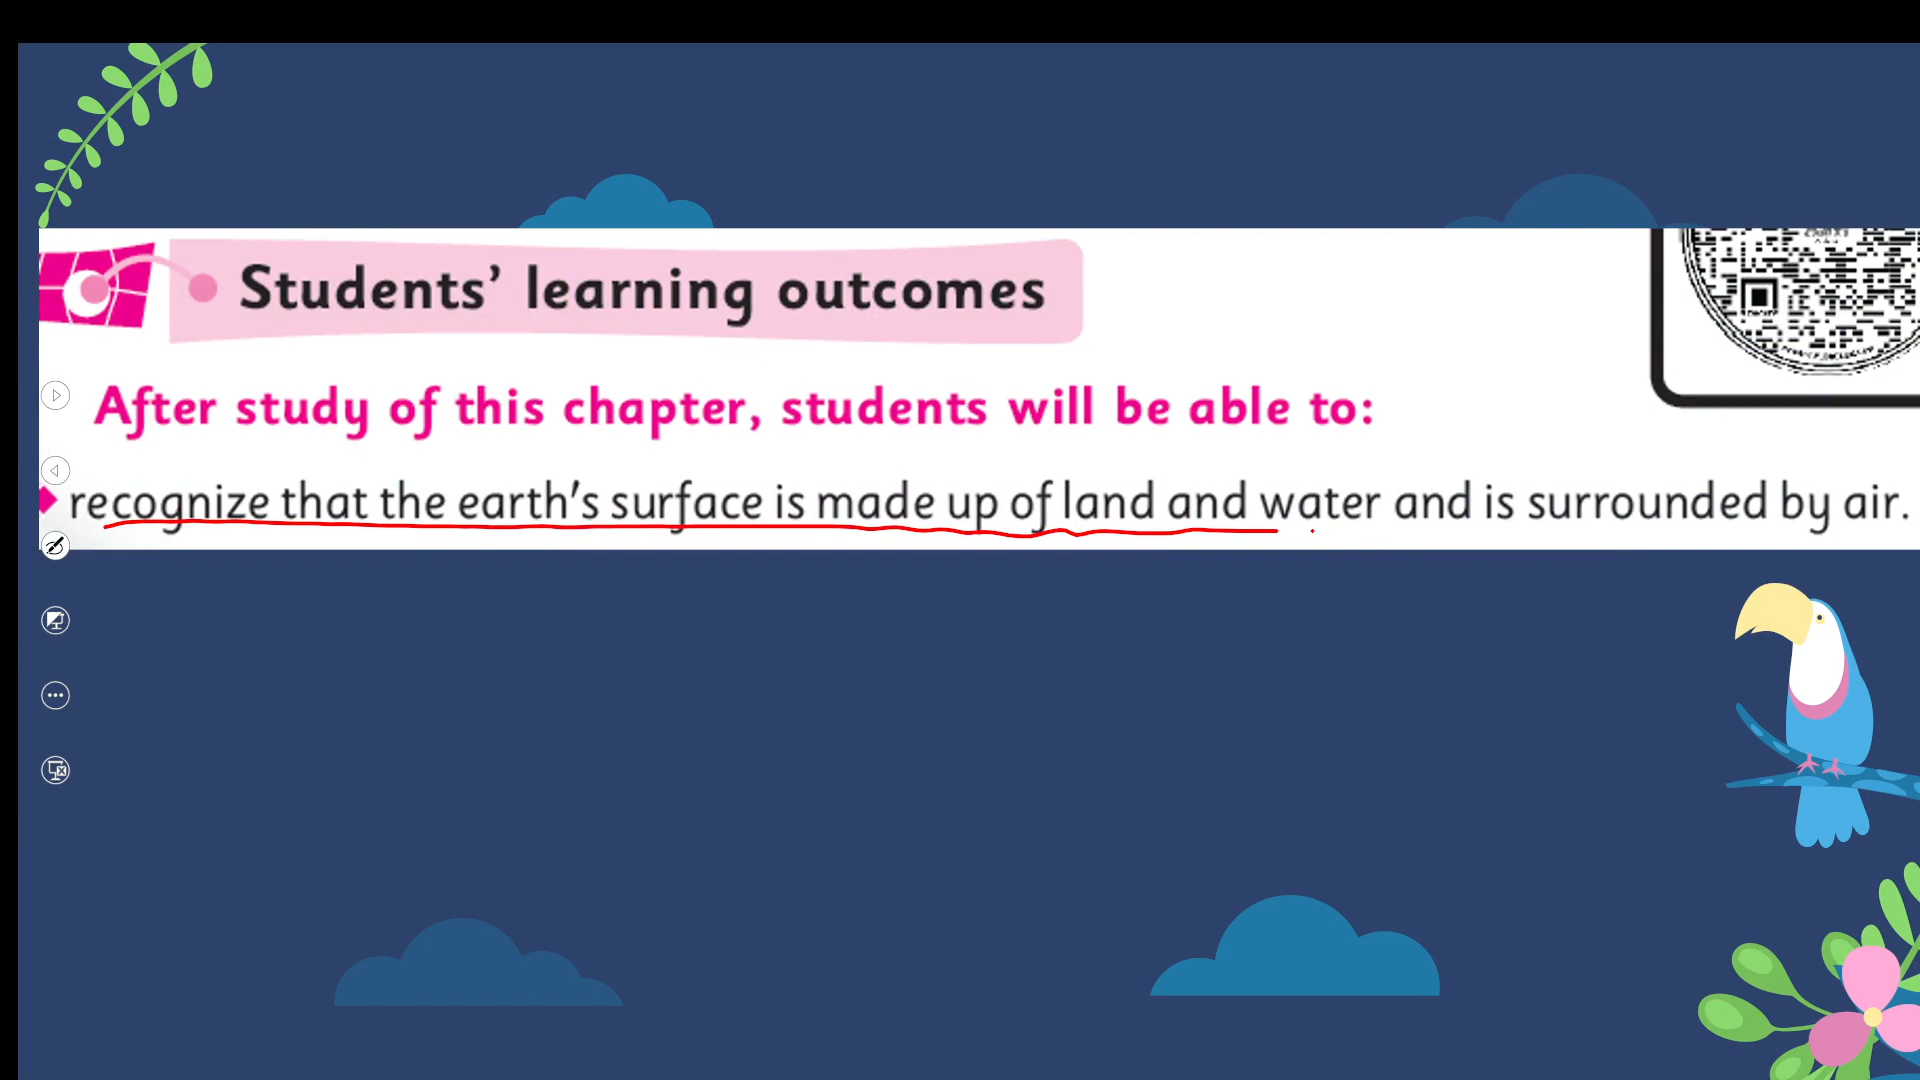 Students' learning outcomes
After study of this chapter, students will be able to:
recognize that the earth's surface is made up of land and water and is surrounded by air.